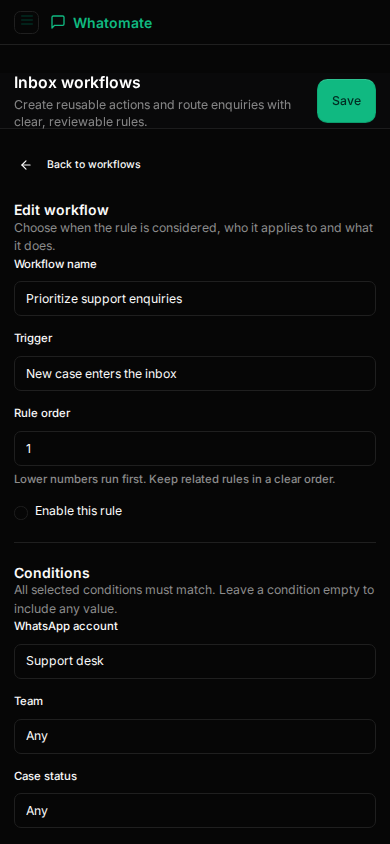 Whatomate
Inbox workflows
Create reusable actions and route enquiries with
clear, reviewable rules.
Save
Back to workflows
Edit workflow
Choose when the rule is considered, who it applies to and what
it does.
Workflow name
Prioritize support enquiries
Trigger
New case enters the inbox
Rule order
1
Lower numbers run first. Keep related rules in a clear order.
Enable this rule
Conditions
All selected conditions must match. Leave a condition empty to
include any value.
WhatsApp account
Support desk
Team
Any
Case status
Any